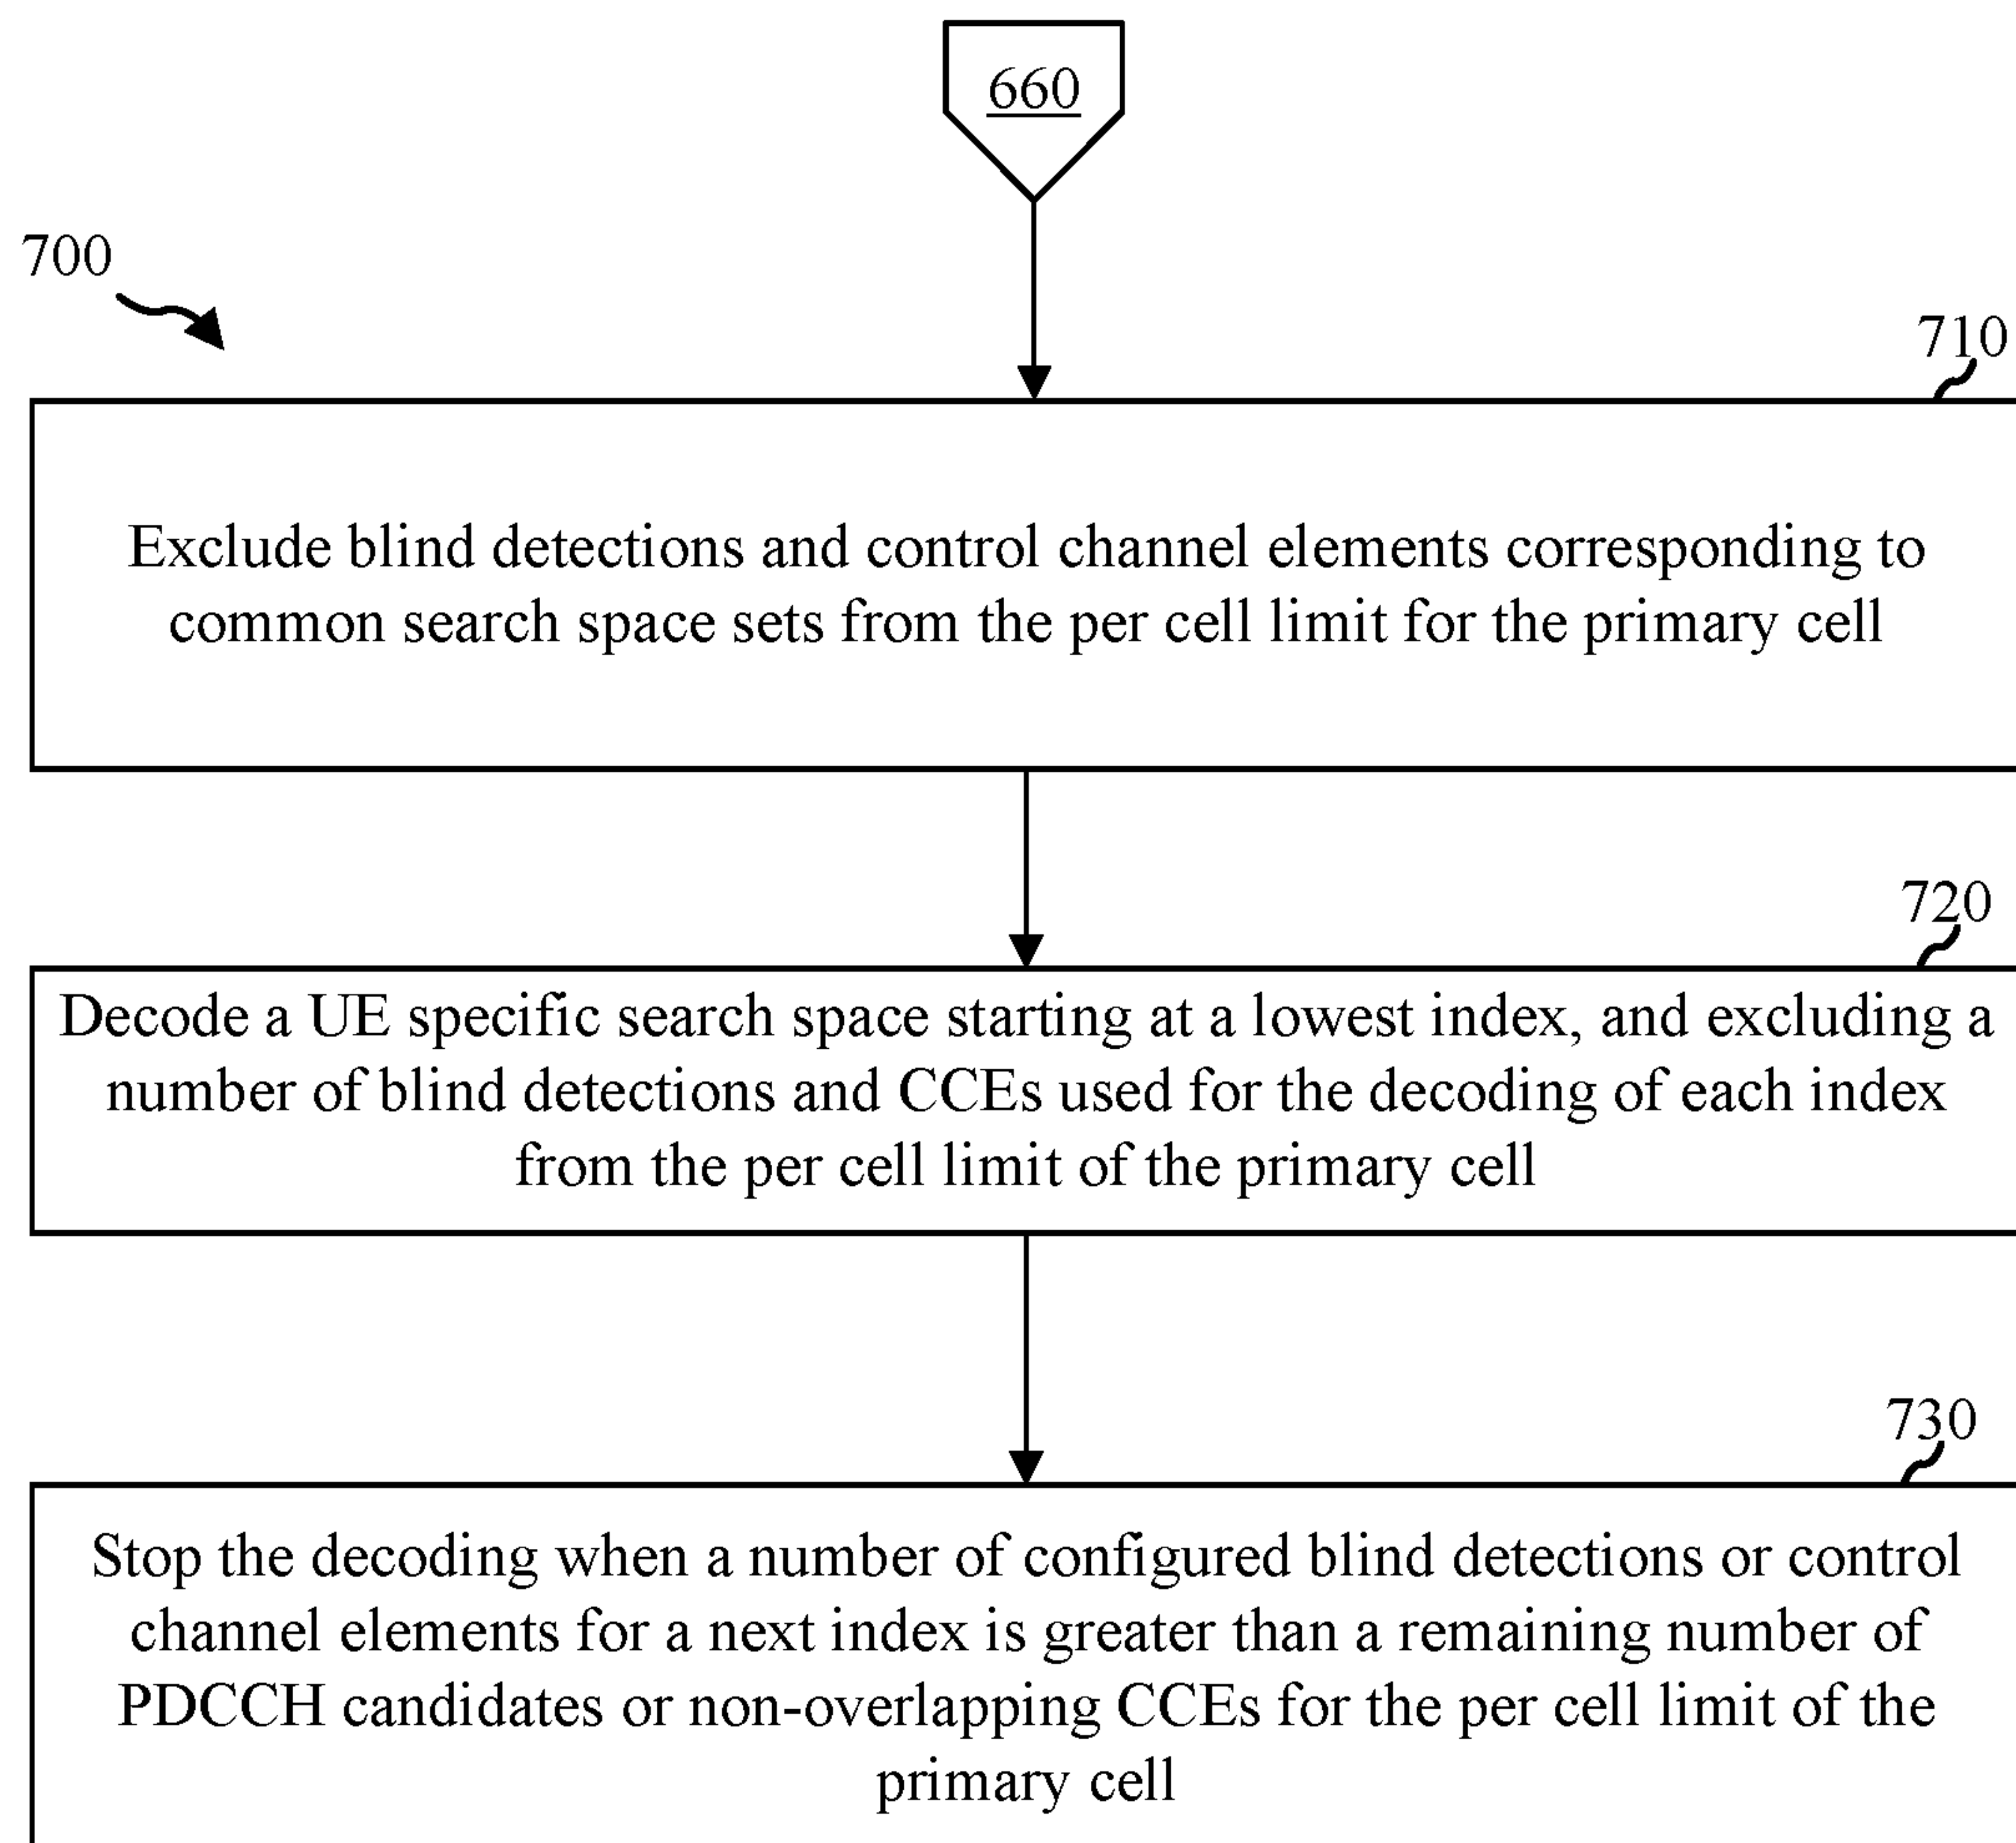 660
700
710
Exclude blind detections and control channel elements corresponding to
common search space sets from the per cell limit for the primary cell
720
Decode a UE specific search space starting at a lowest index, and excluding a
number of blind detections and CCEs used for the decoding of each index
from the per cell limit of the primary cell
730
Stop the decoding when a number of configured blind detections or control
channel elements for a next index is greater than a remaining number of
PDCCH candidates or non-overlapping CCEs for the per cell limit of the
primary cell